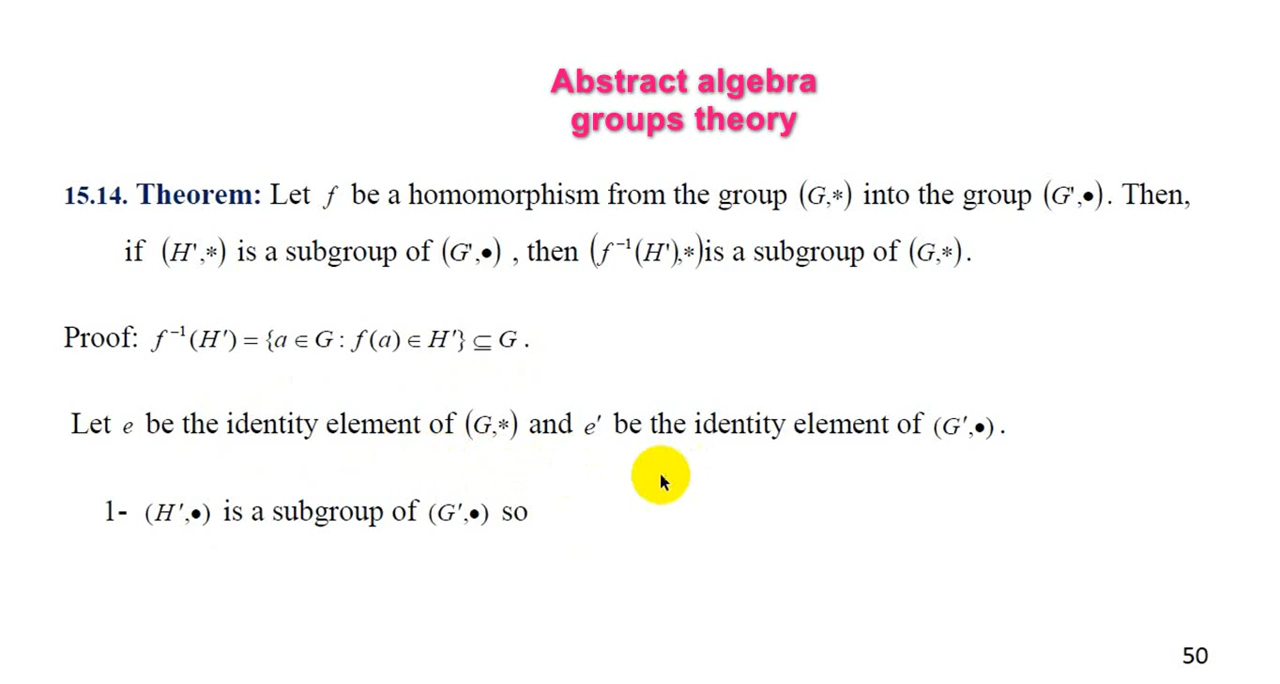 Abstract algebra
groups theory
15.14. Theorem: Let f be a homomorphism from the group (G,*) into the group (G',•). Then,
if (H',*) is a subgroup of (G',•) , then (f⁻¹(H'),*)is a subgroup of (G,*).
Proof: f⁻¹(H′) = {a ∈ G : f(a) ∈ H′} ⊆ G .
Let e be the identity element of (G,*) and e′ be the identity element of (G′,•) .
1- (H′,•) is a subgroup of (G′,•) so
50